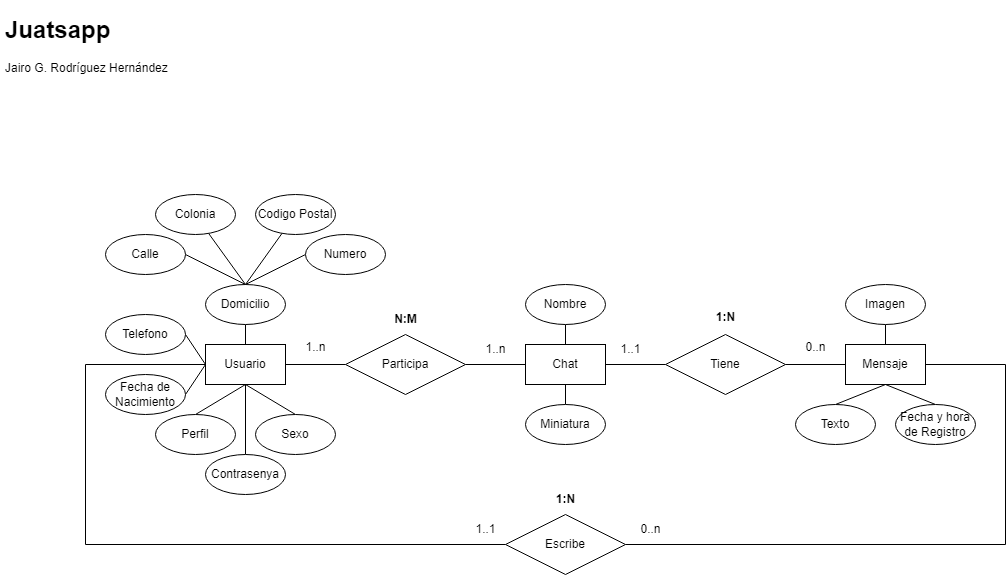 Juatsapp
Jairo G. Rodríguez Hernández
Colonia
Codigo Postal
Calle
Numero
Domicilio
Nombre
Imagen
Telefono
N:M
1:N
1..n
1..n
1..1
0..n
Usuario
Participa
Chat
Tiene
Mensaje
Fecha de
Nacimiento
Perfil
Sexo
Miniatura
Texto
Fecha y hora
de Registro
Contrasenya
1:N
1..1
0..n
Escribe